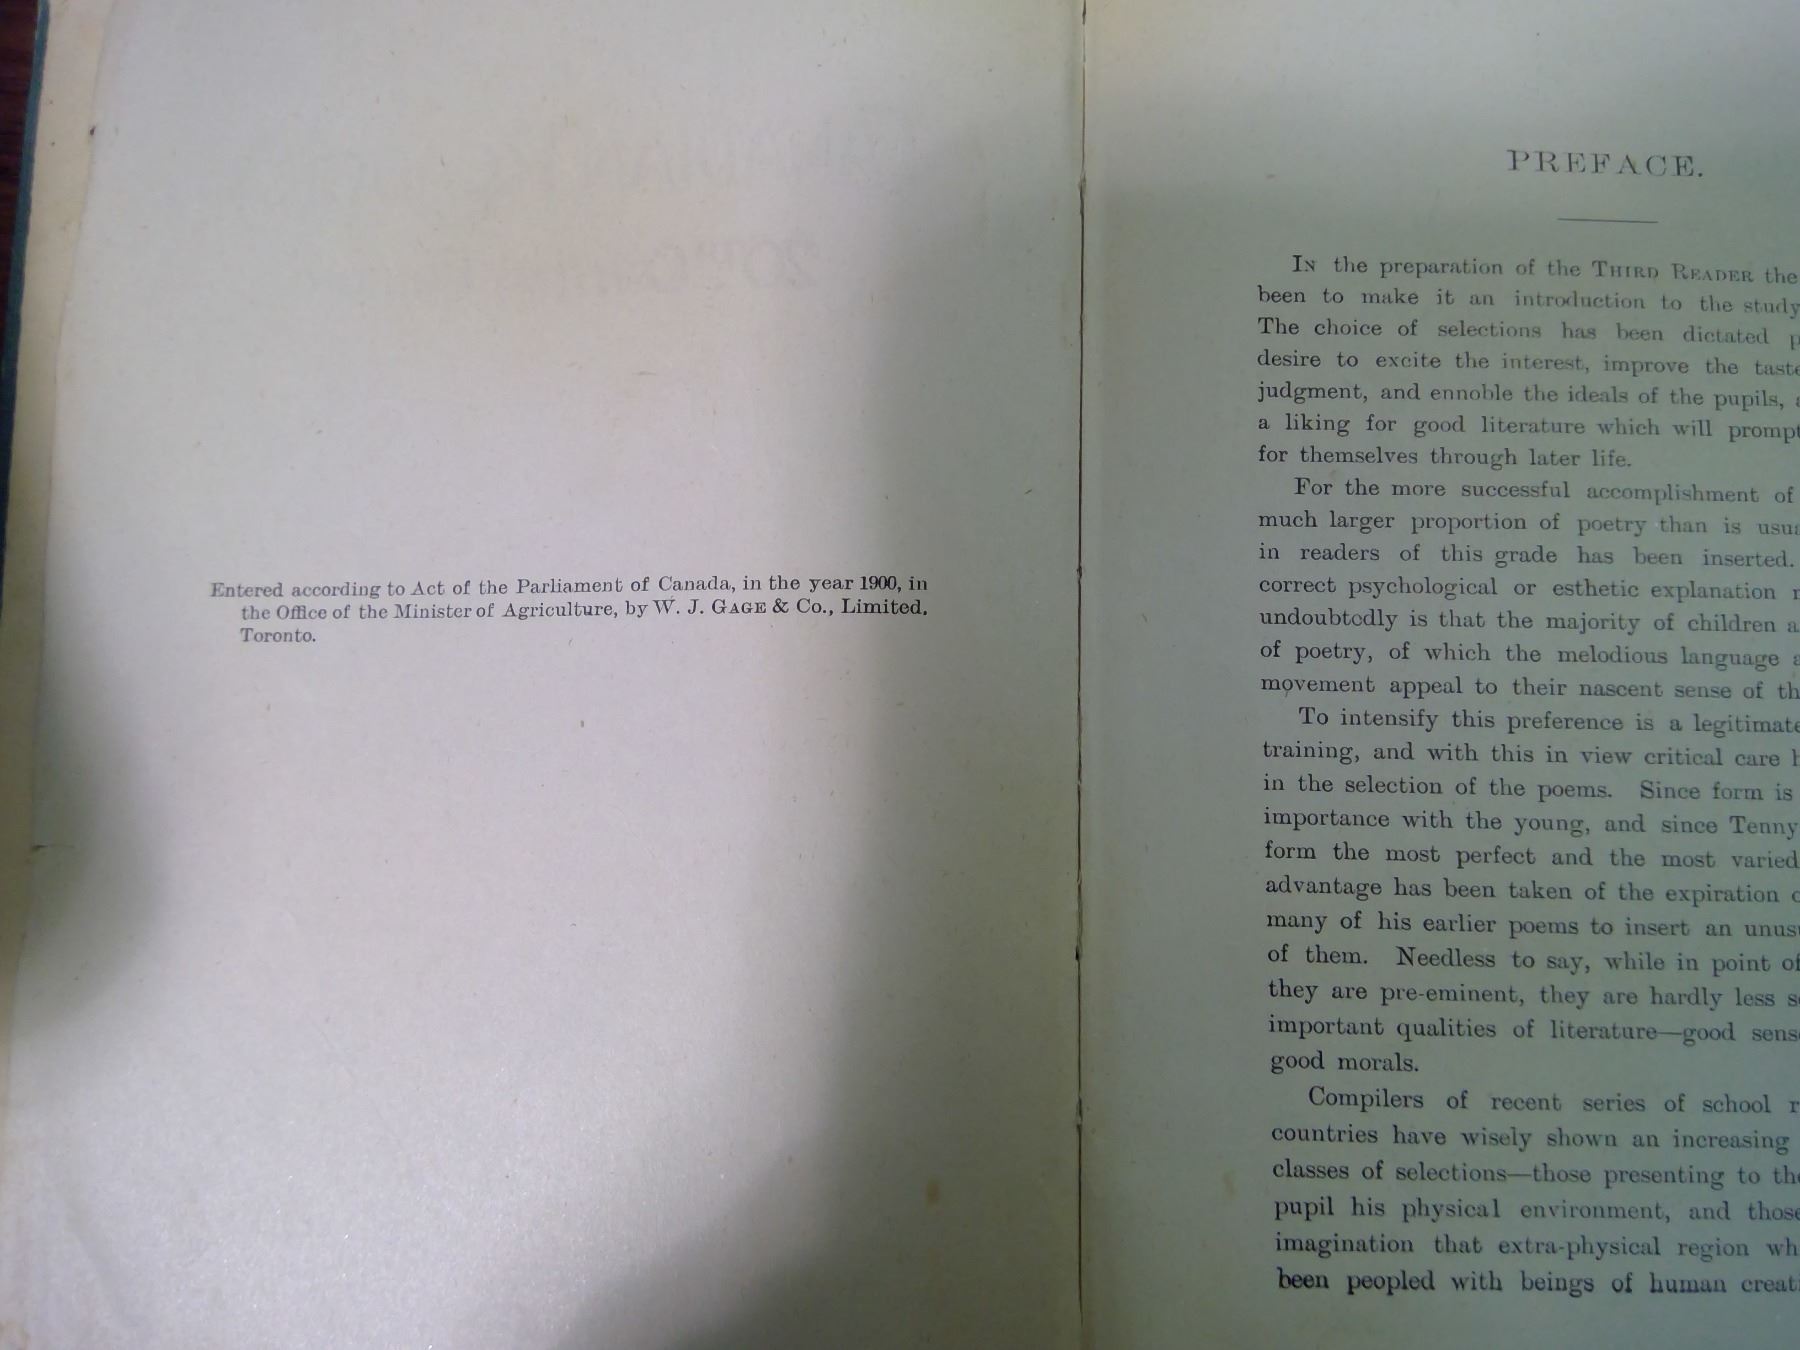 Entered according to Act of the Parliament of Canada, in the year 1900, in
the Office of the Minister of Agriculture, by W. J. GAGE & Co., Limited.
Toronto.
PREFACE.
IN the preparation of the THIRD READER the
been to make it an introduction to the study
The choice of selections has been dictated
desire to excite the interest, improve the taste
judgment, and ennoble the ideals of the pupils,
a liking for good literature which will prompt
for themselves through later life.
For the more successful accomplishment of
much larger proportion of poetry than is
in readers of this grade has been inserted.
correct psychological or esthetic explanation
undoubtedly is that the majority of children
of poetry, of which the melodious language
movement appeal to their nascent sense of
To intensify this preference is a legitimate
training, and with this in view critical care
in the selection of the poems. Since form is
importance with the young, and since Tenny
form the most perfect and the most varied
advantage has been taken of the expiration
many of his earlier poems to insert an
of them. Needless to say, while in point of
they are pre-eminent, they are hardly less
important qualities of literature—good sense
good morals.
Compilers of recent series of school
countries have wisely shown an increasing
classes of selections—those presenting to the
pupil his physical environment, and those
imagination that extra-physical region
been peopled with beings of human